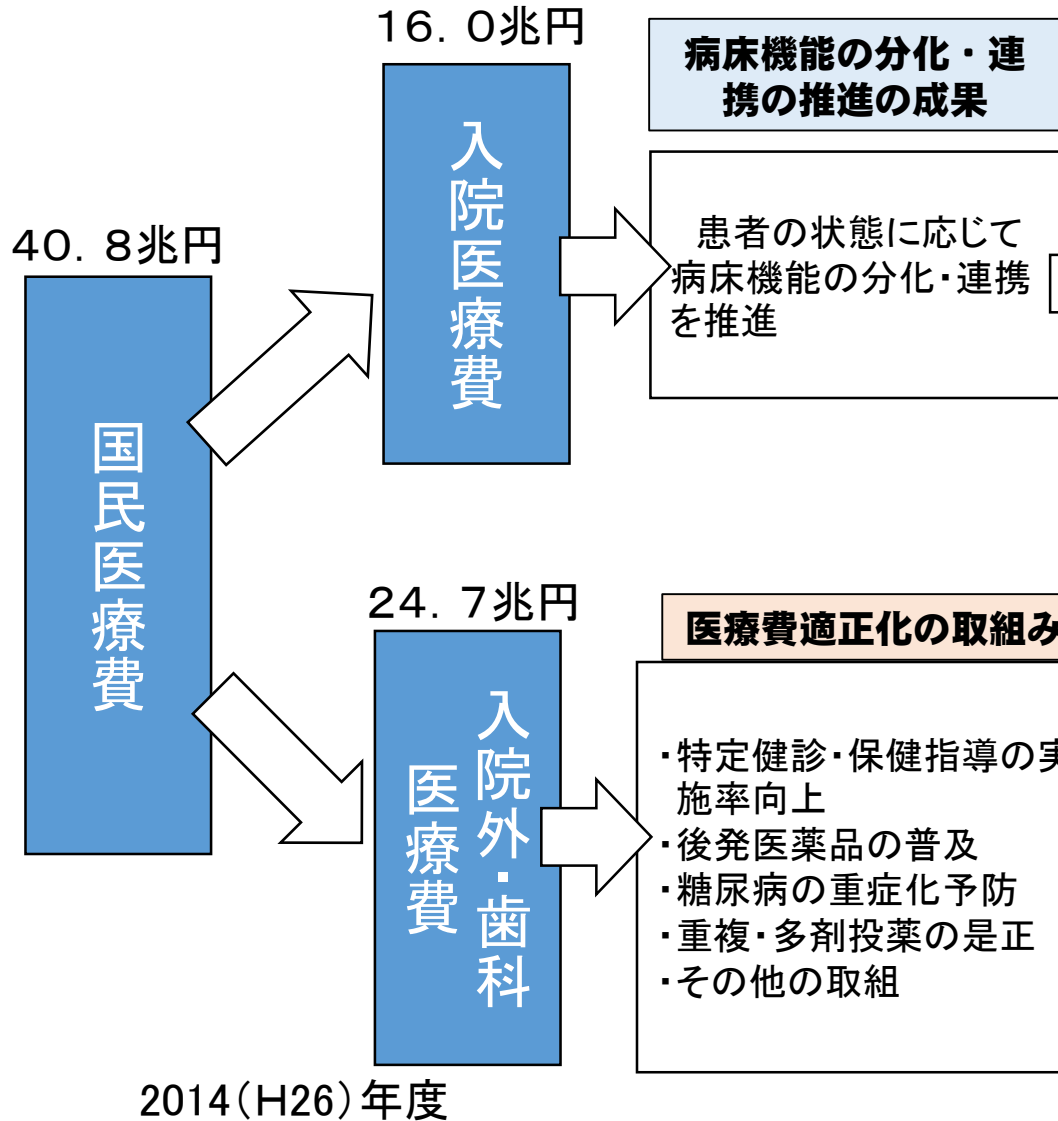 16．0兆円
病床機能の分化・連
携の推進の成果
入院医療費
患者の状態に応じて
病床機能の分化・連携
を推進
40．8兆円
国民医療費
24．7兆円
入院外・歯科
医療費
医療費適正化の取組み
・特定健診・保健指導の実
施率向上
・後発医薬品の普及
・糖尿病の重症化予防
・重複・多剤投薬の是正
・その他の取組
2014（H26）年度